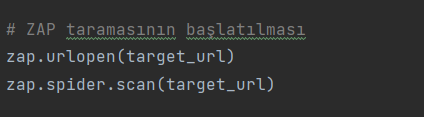 # ZAP taramasının başlatılması
zap.urlopen(target_url)
zap.spider.scan(target_url)